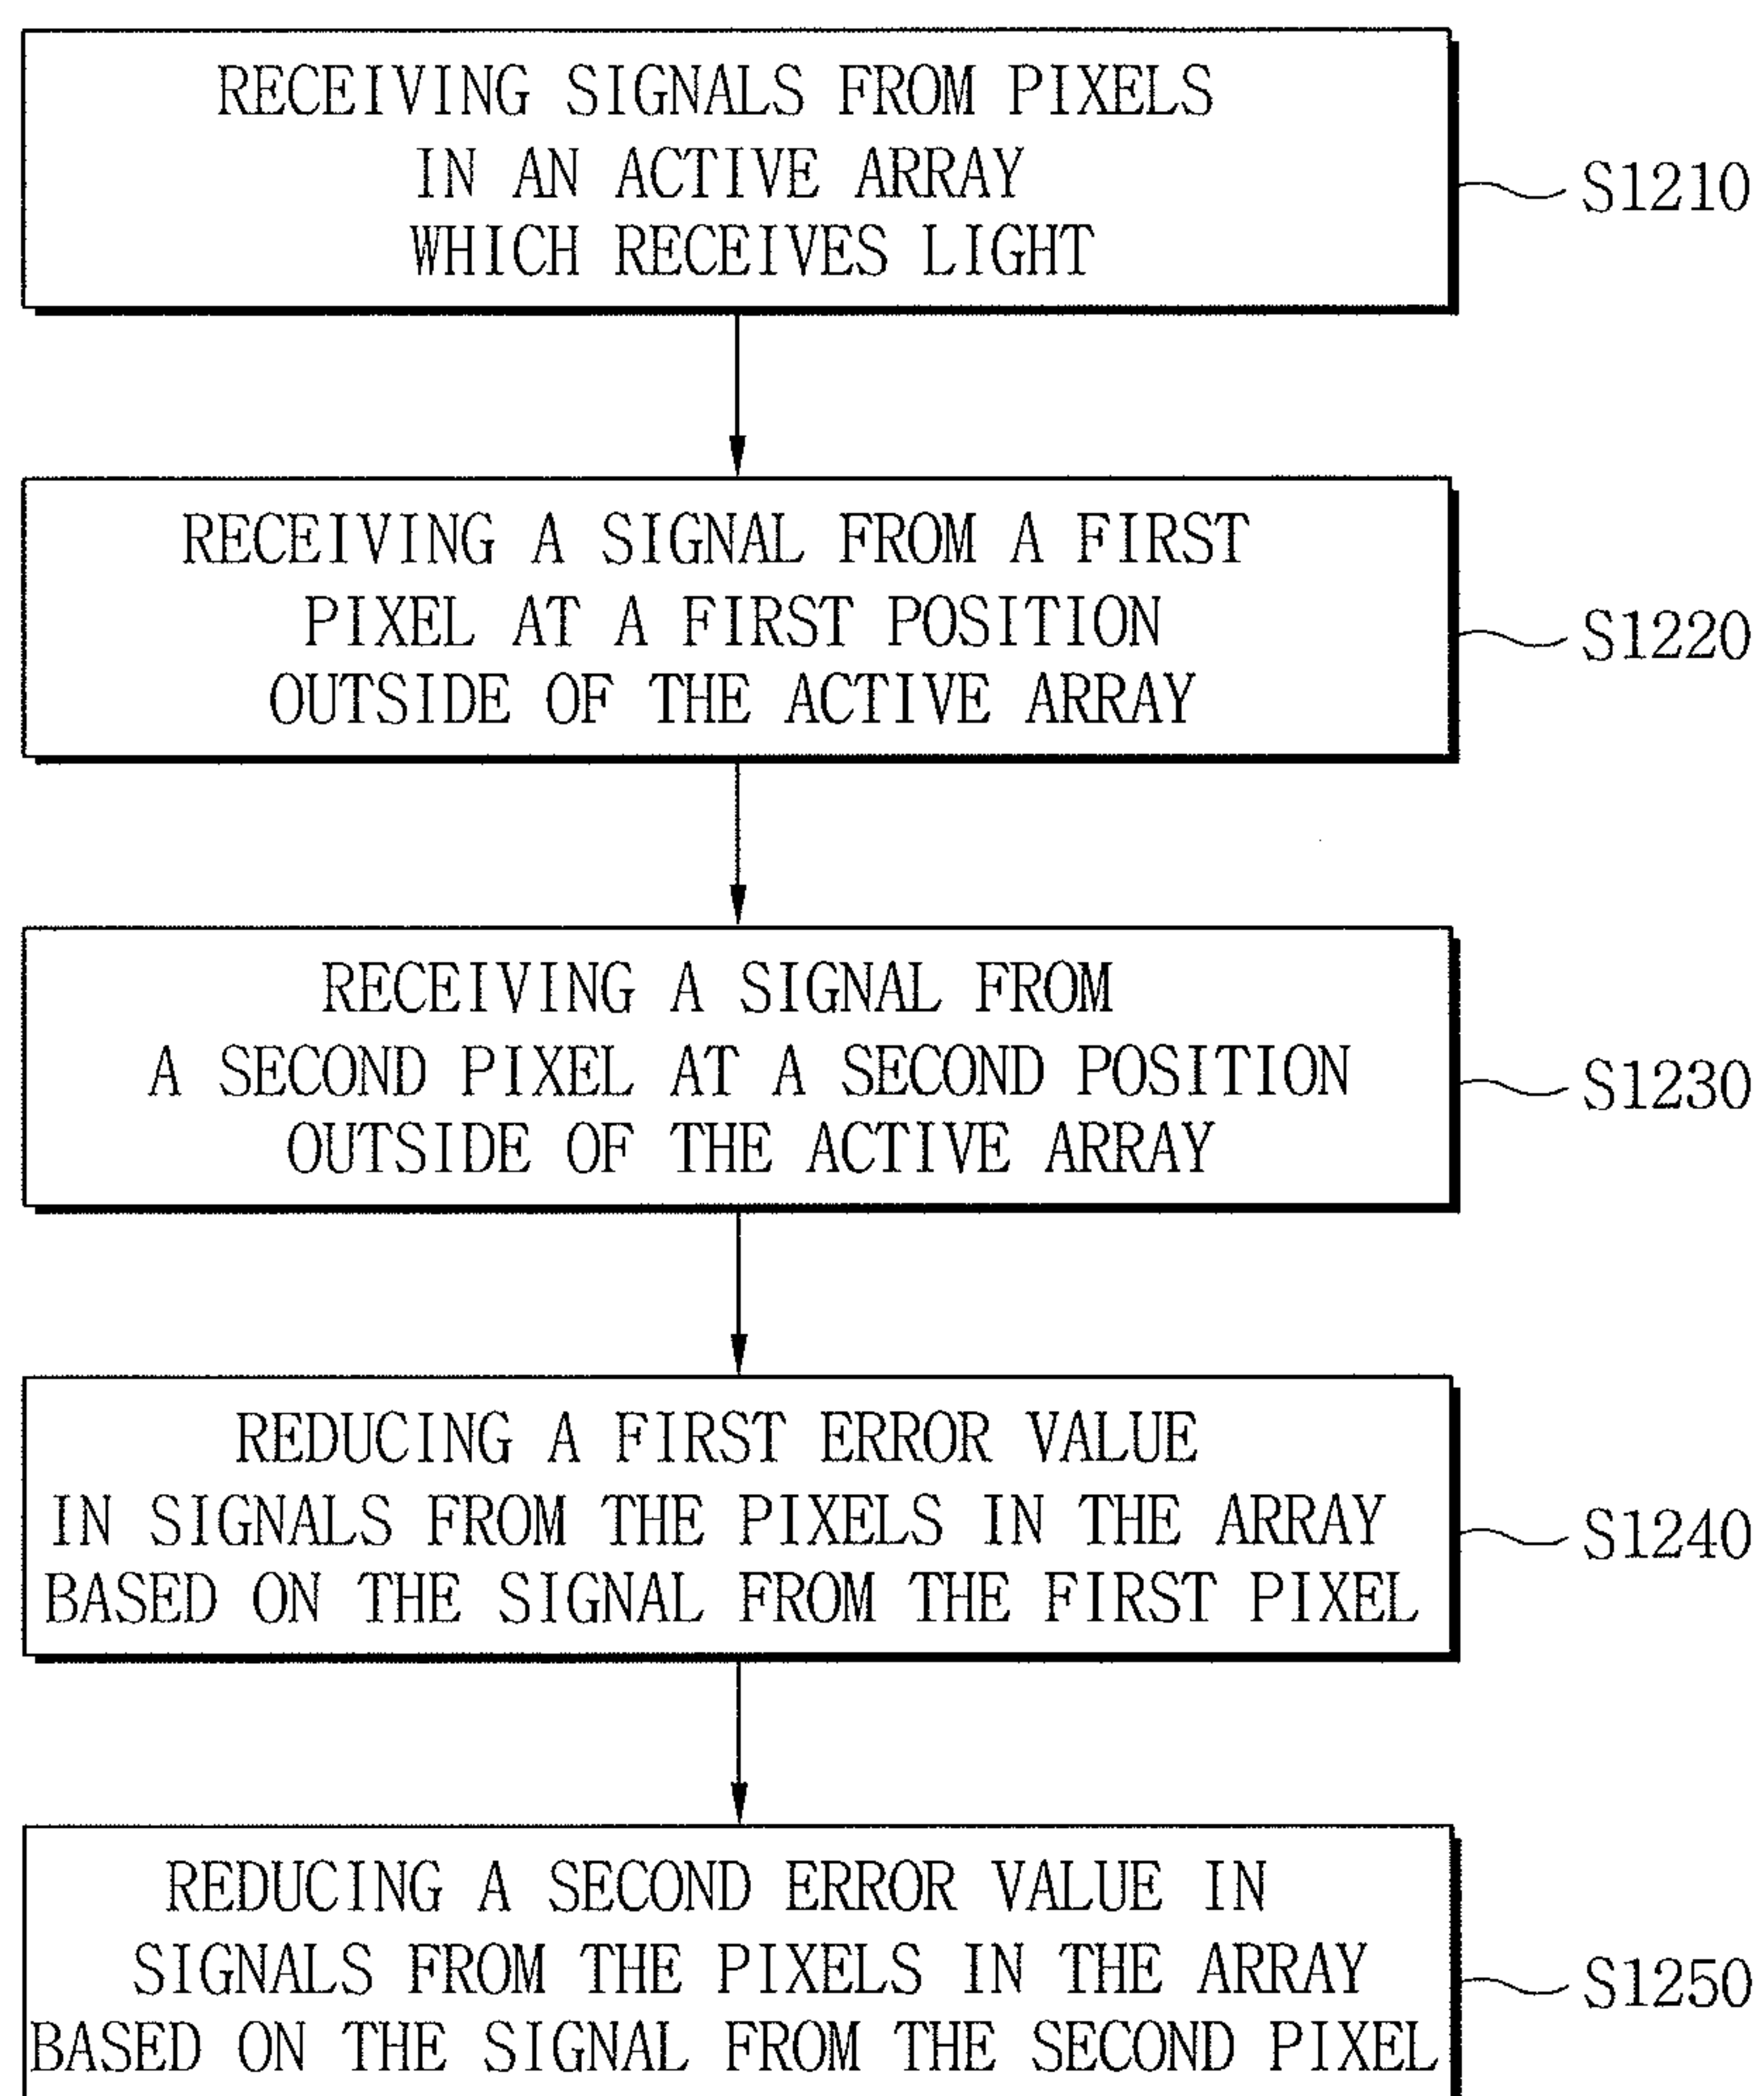 RECEIVING SIGNALS FROM PIXELS
IN AN ACTIVE ARRAY
WHICH RECEIVES LIGHT
S1210
RECEIVING A SIGNAL FROM A FIRST
PIXEL AT A FIRST POSITION
OUTSIDE OF THE ACTIVE ARRAY
S1220
RECEIVING A SIGNAL FROM
A SECOND PIXEL AT A SECOND POSITION
OUTSIDE OF THE ACTIVE ARRAY
S1230
REDUCING A FIRST ERROR VALUE
IN SIGNALS FROM THE PIXELS IN THE ARRAY
BASED ON THE SIGNAL FROM THE FIRST PIXEL
S1240
REDUCING A SECOND ERROR VALUE IN
SIGNALS FROM THE PIXELS IN THE ARRAY
BASED ON THE SIGNAL FROM THE SECOND PIXEL
S1250